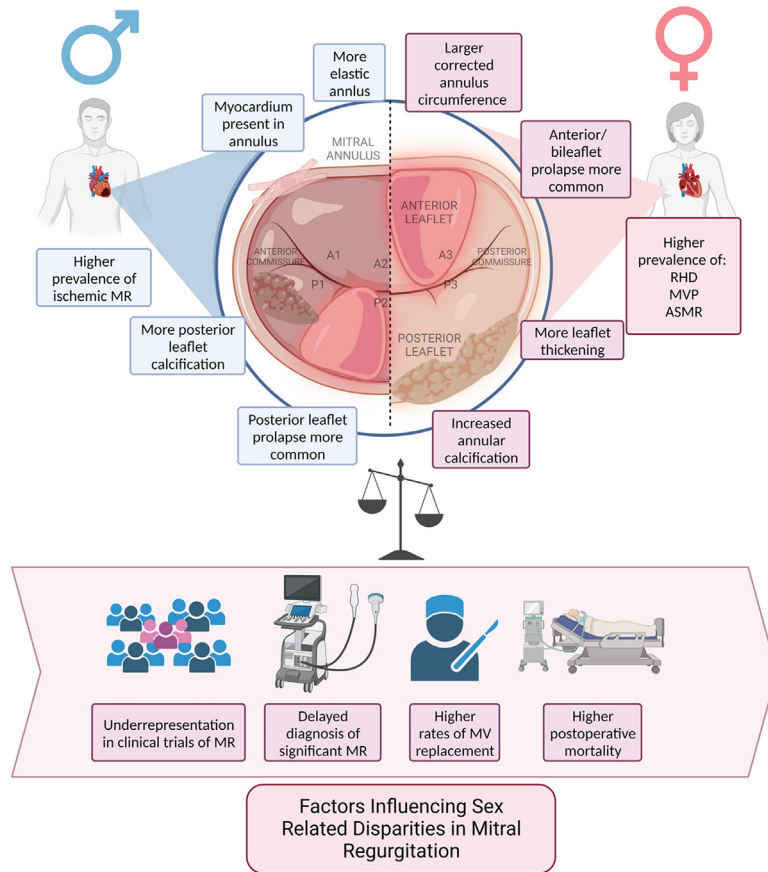 More
elastic
annlus
Larger
corrected
annulus
circumference
Myocardium
present in
annulus
MITRAL
ANNULUS
Anterior/
bileaflet
prolapse more
common
ANTERIOR
LEAFLET
Higher
prevalence of
ischemic MR
ANTERIOR
COMMISSURE
A1
A2
A3
POSTERIOR
COMMISSURE
P1
P2
P3
Higher
prevalence of:
RHD
MVP
ASMR
More posterior
leaflet
calcification
POSTERIOR
LEAFLET
More leaflet
thickening
Posterior leaflet
prolapse more
common
Increased
annular
calcification
Underrepresentation
in clinical trials of MR
Delayed
diagnosis of
significant MR
Higher
rates of MV
replacement
Higher
postoperative
mortality
Factors Influencing Sex
Related Disparities in Mitral
Regurgitation